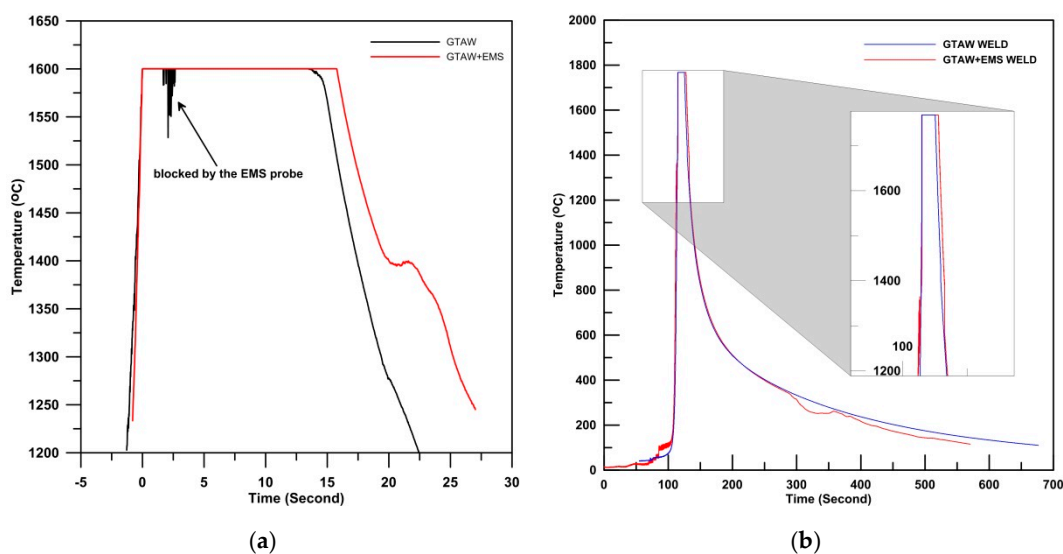 1650
1600
1550
1500
1450
1400
1350
1300
1250
1200
Temperature (ºC)
GTAW
GTAW+EMS
blocked by the EMS probe
-5 0 5 10 15 20 25 30
Time (Second)
(a)
2000
1800
1600
1400
1200
1000
800
600
400
200
0
Temperature (ºC)
GTAW WELD
GTAW+EMS WELD
1600
1400
100
1200
0 100 200 300 400 500 600 700
Time (Second)
(b)